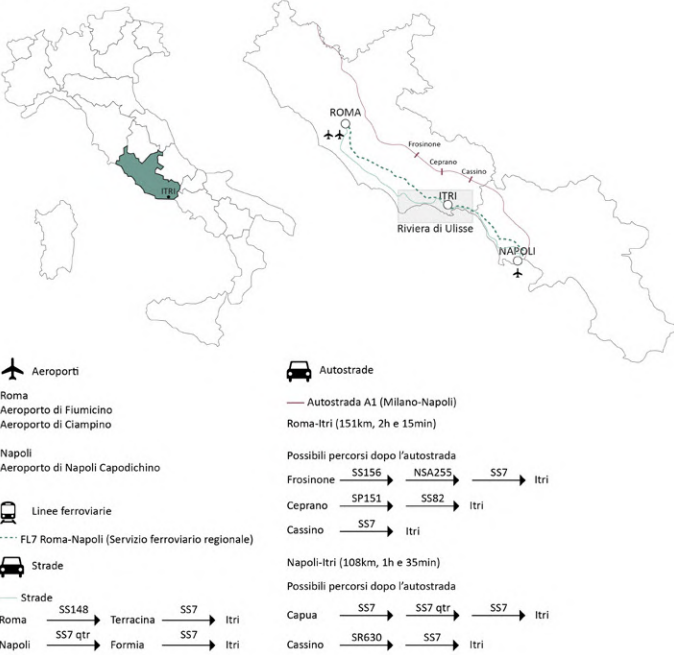 ITRI
ROMA
Frosinone
Ceprano
Cassino
ITRI
Riviera di Ulisse
NAPOLI
Aeroporti
Roma
Aeroporto di Fiumicino
Aeroporto di Ciampino
Napoli
Aeroporto di Napoli Capodichino
Linee ferroviarie
FL7 Roma-Napoli (Servizio ferroviario regionale)
Strade
Strade
Roma SS148 Terracina SS7 Itri
Napoli SS7 qtr Formia SS7 Itri
Autostrade
Autostrada A1 (Milano-Napoli)
Roma-Itri (151km, 2h e 15min)
Possibili percorsi dopo l'autostrada
Frosinone SS156 NSA255 SS7 Itri
Ceprano SP151 SS82 Itri
Cassino SS7 Itri
Napoli-Itri (108km, 1h e 35min)
Possibili percorsi dopo l'autostrada
Capua SS7 SS7 qtr SS7 Itri
Cassino SR630 SS7 Itri